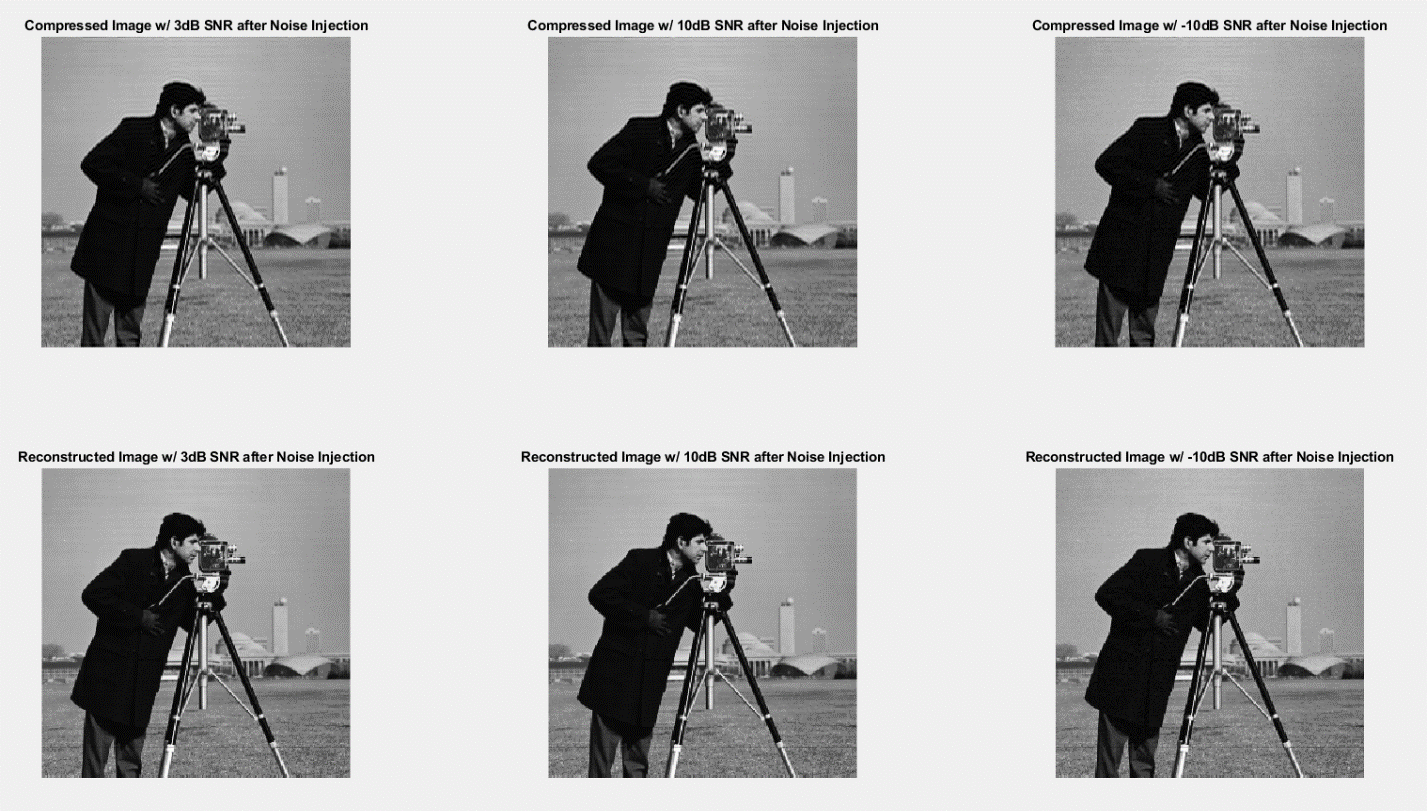 Compressed Image w/ 3dB SNR after Noise Injection
Compressed Image w/ 10dB SNR after Noise Injection
Compressed Image w/ -10dB SNR after Noise Injection
Reconstructed Image w/ 3dB SNR after Noise Injection
Reconstructed Image w/ 10dB SNR after Noise Injection
Reconstructed Image w/ -10dB SNR after Noise Injection